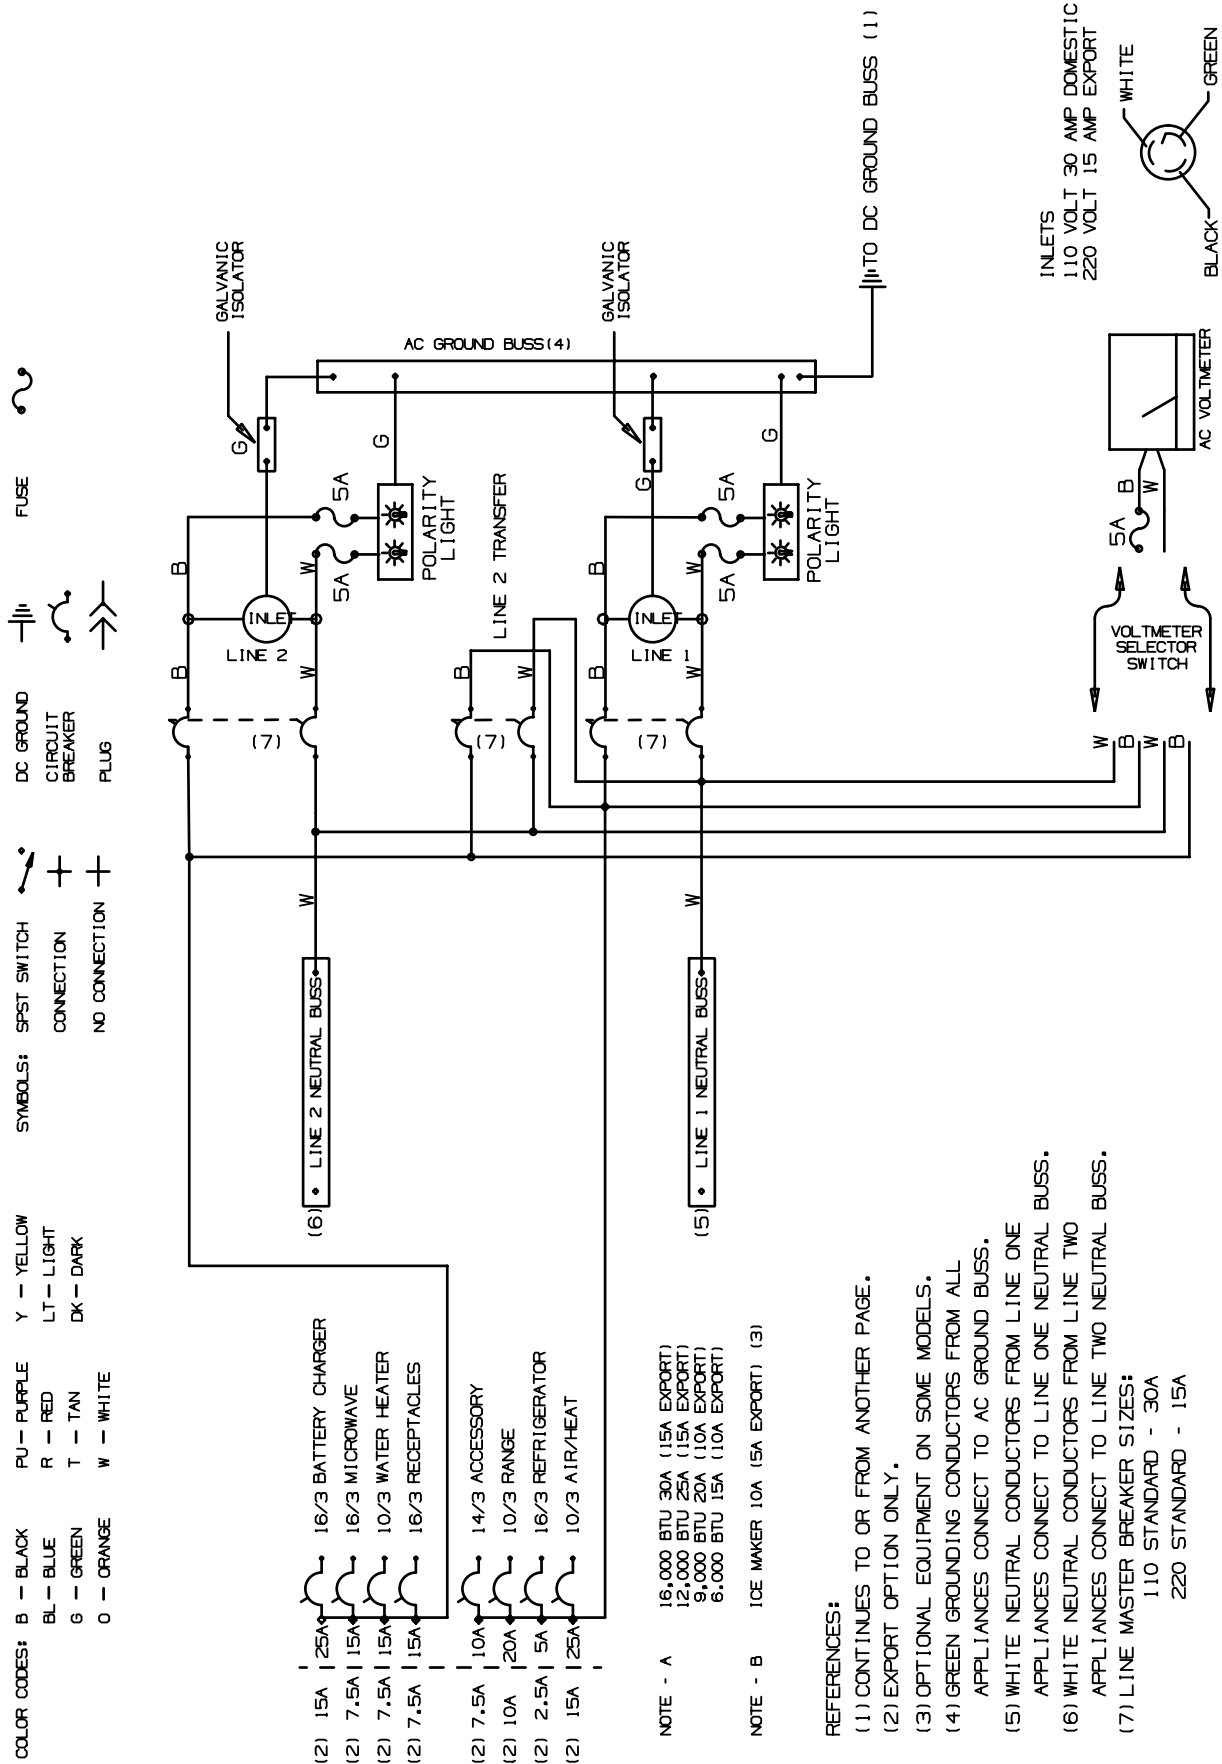 COLOR CODES: B - BLACK PU - PURPLE Y - YELLOW
BL - BLUE R - RED LT - LIGHT
G - GREEN T - TAN DK - DARK
O - ORANGE W - WHITE
SYMBOLS: SPST SWITCH DC GROUND FUSE
CONNECTION CIRCUIT
BREAKER
NO CONNECTION PLUG
(2) 15A 25A 16/3 BATTERY CHARGER
(2) 7.5A 15A 16/3 MICROWAVE
(2) 7.5A 15A 10/3 WATER HEATER
(2) 7.5A 15A 16/3 RECEPTACLES
(2) 7.5A 10A 14/3 ACCESSORY
(2) 10A 20A 10/3 RANGE
(2) 2.5A 5A 16/3 REFRIGERATOR
(2) 15A 25A 10/3 AIR/HEAT
(6)
LINE 2 NEUTRAL BUSS
W
(5)
LINE 1 NEUTRAL BUSS
W
B
B
(7)
W
W
LINE 2
INLET
5A
5A
POLARITY
LIGHT
G
G
GALVANIC
ISOLATOR
AC GROUND BUSS(4)
LINE 2 TRANSFER
B
W
(7)
B
B
(7)
W
W
LINE 1
INLET
5A
5A
POLARITY
LIGHT
G
G
GALVANIC
ISOLATOR
TO DC GROUND BUSS (1)
W
B
W
B
VOLTMETER
SELECTOR
SWITCH
5A
B
W
AC VOLTMETER
INLETS
110 VOLT 30 AMP DOMESTIC
220 VOLT 15 AMP EXPORT
WHITE
BLACK
GREEN
NOTE - A 16,000 BTU 30A (15A EXPORT)
12,000 BTU 25A (15A EXPORT)
9,000 BTU 20A (10A EXPORT)
6.000 BTU 15A (10A EXPORT)
NOTE - B ICE MAKER 10A (5A EXPORT) (3)
REFERENCES:
(1) CONTINUES TO OR FROM ANOTHER PAGE.
(2) EXPORT OPTION ONLY.
(3) OPTIONAL EQUIPMENT ON SOME MODELS.
(4) GREEN GROUNDING CONDUCTORS FROM ALL
APPLIANCES CONNECT TO AC GROUND BUSS.
(5) WHITE NEUTRAL CONDUCTORS FROM LINE ONE
APPLIANCES CONNECT TO LINE ONE NEUTRAL BUSS.
(6) WHITE NEUTRAL CONDUCTORS FROM LINE TWO
APPLIANCES CONNECT TO LINE TWO NEUTRAL BUSS.
(7) LINE MASTER BREAKER SIZES:
110 STANDARD - 30A
220 STANDARD - 15A